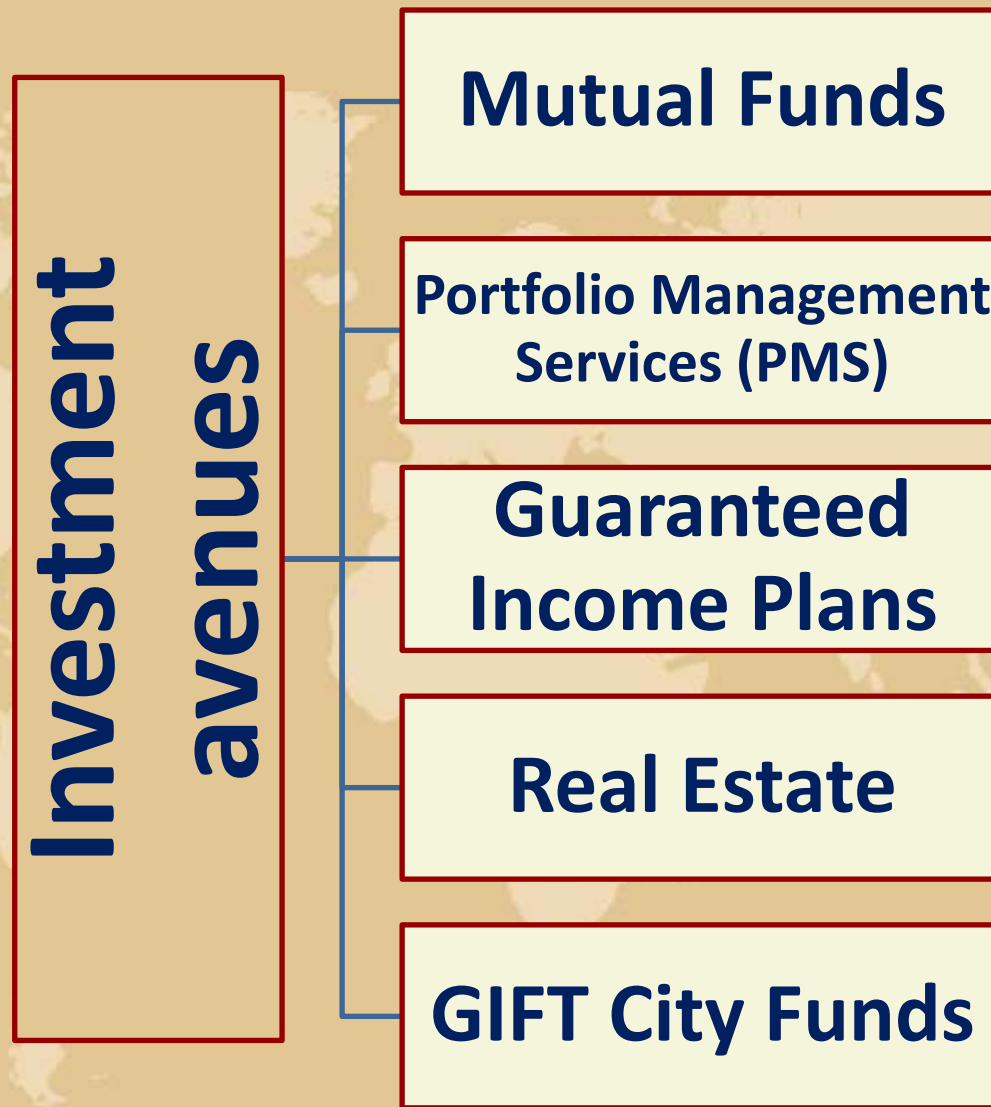 Investment
avenues
Mutual Funds
Portfolio Management
Services (PMS)
Guaranteed
Income Plans
Real Estate
GIFT City Funds